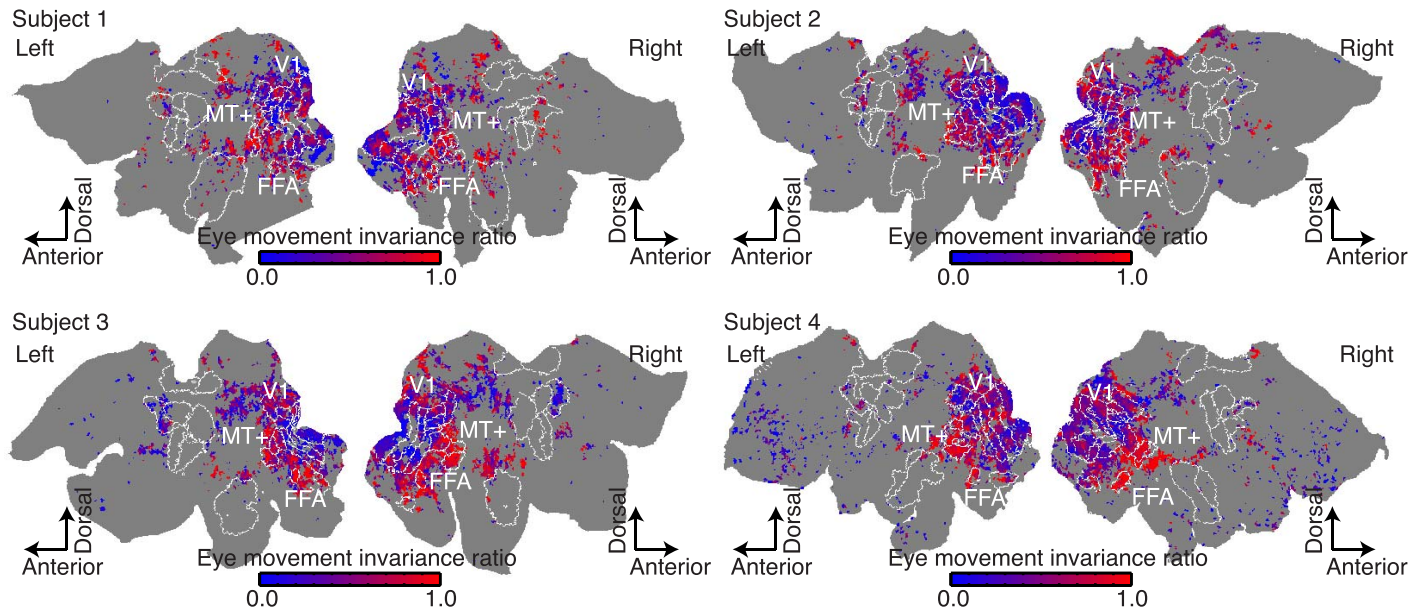 Subject 1
Left
Right
V1
V1
MT+
MT+
FFA
FFA
Dorsal
Dorsal
Eye movement invariance ratio
Anterior
Anterior
0.0
1.0
Subject 2
Left
Right
V1
V1
MT+
MT+
FFA
FFA
Dorsal
Dorsal
Eye movement invariance ratio
Anterior
Anterior
0.0
1.0
Subject 3
Left
Right
V1
V1
MT+
MT+
FFA
FFA
Dorsal
Dorsal
Eye movement invariance ratio
Anterior
Anterior
0.0
1.0
Subject 4
Left
Right
V1
V1
MT+
MT+
FFA
FFA
Dorsal
Dorsal
Eye movement invariance ratio
Anterior
Anterior
0.0
1.0